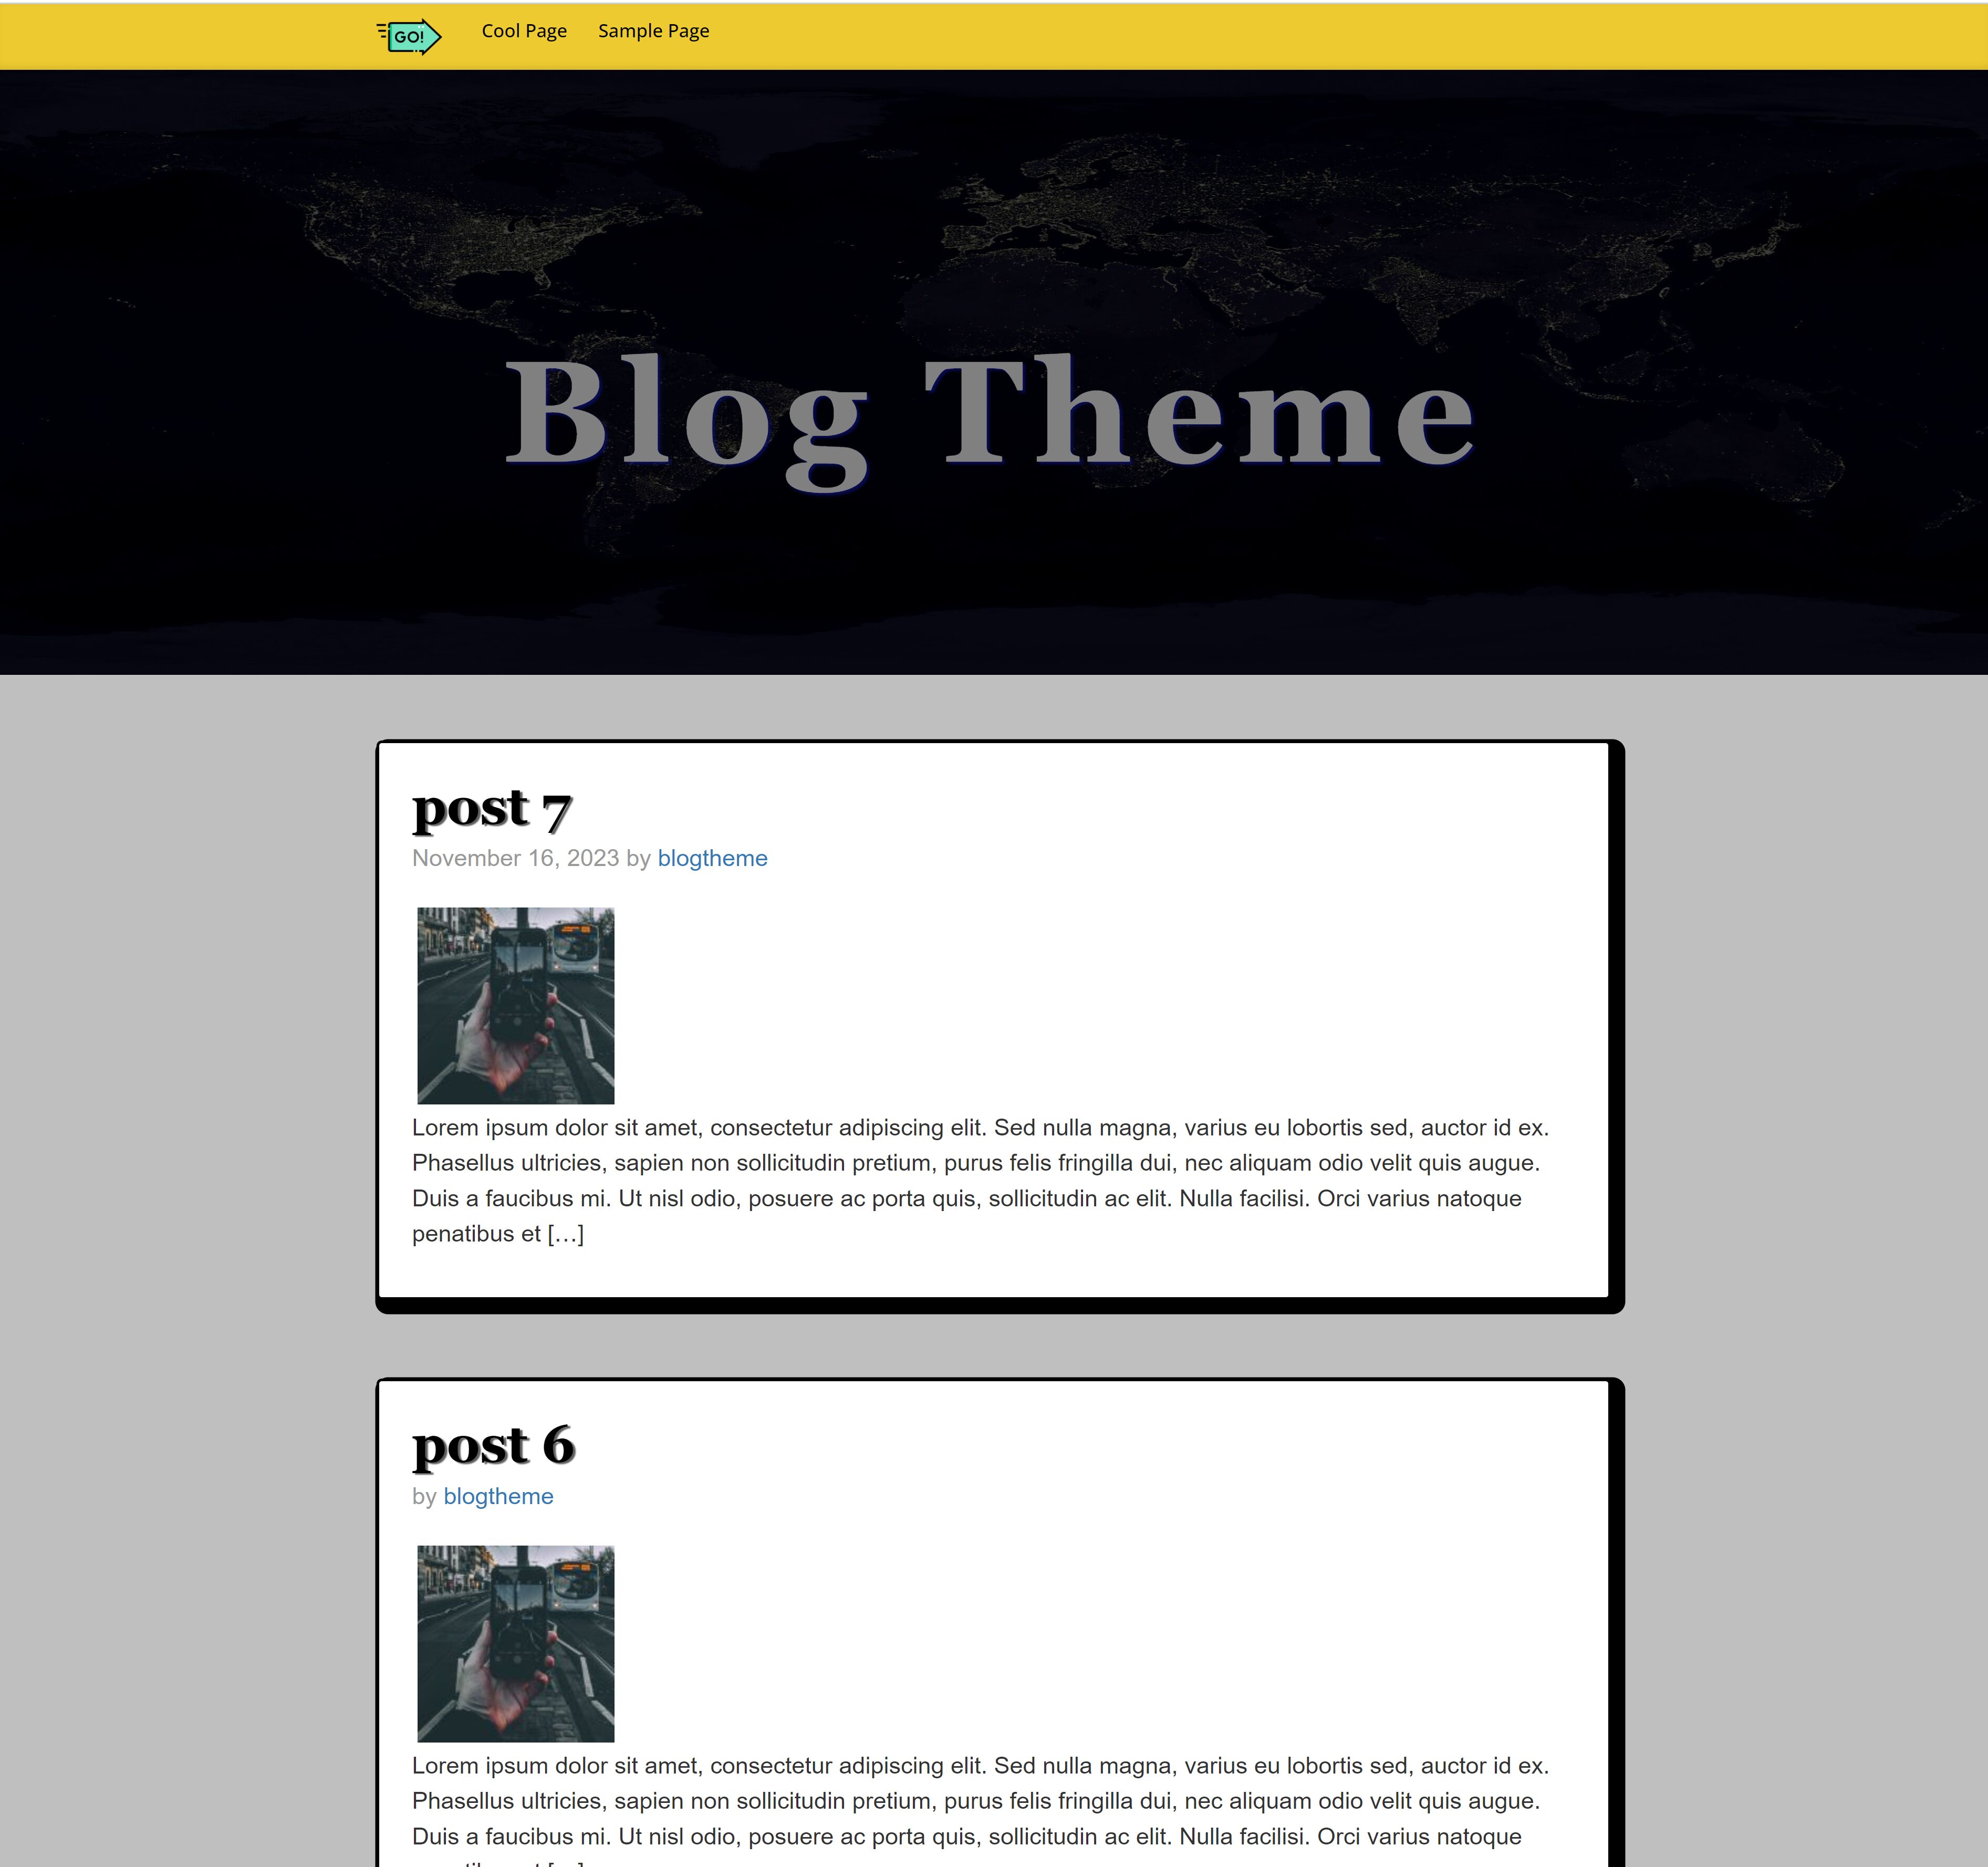 GO!
Cool Page
Sample Page
Blog Theme
post 7
November 16, 2023 by blogtheme
Lorem ipsum dolor sit amet, consectetur adipiscing elit. Sed nulla magna, varius eu lobortis sed, auctor id ex.
Phasellus ultricies, sapien non sollicitudin pretium, purus felis fringilla dui, nec aliquam odio velit quis augue.
Duis a faucibus mi. Ut nisl odio, posuere ac porta quis, sollicitudin ac elit. Nulla facilisi. Orci varius natoque
penatibus et […]
post 6
by blogtheme
Lorem ipsum dolor sit amet, consectetur adipiscing elit. Sed nulla magna, varius eu lobortis sed, auctor id ex.
Phasellus ultricies, sapien non sollicitudin pretium, purus felis fringilla dui, nec aliquam odio velit quis augue.
Duis a faucibus mi. Ut nisl odio, posuere ac porta quis, sollicitudin ac elit. Nulla facilisi. Orci varius natoque